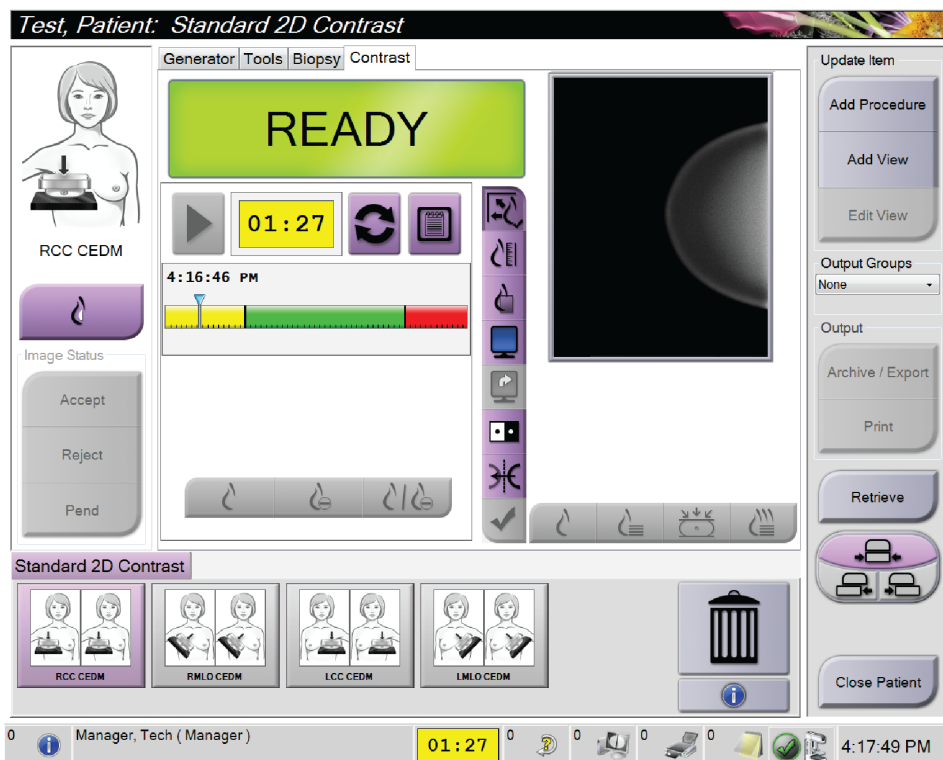 Test, Patient: Standard 2D Contrast
Generator Tools Biopsy Contrast
READY
01:27
4:16:46 PM
RCC CEDM
Image Status
Accept
Reject
Pend
Update Item
Add Procedure
Add View
Edit View
Output Groups
None
Output
Archive / Export
Print
Retrieve
Close Patient
Standard 2D Contrast
RCC CEDM
RMLO CEDM
LCC CEDM
LMLO CEDM
0 Manager, Tech ( Manager ) 01:27 0 0 0 0 4:17:49 PM